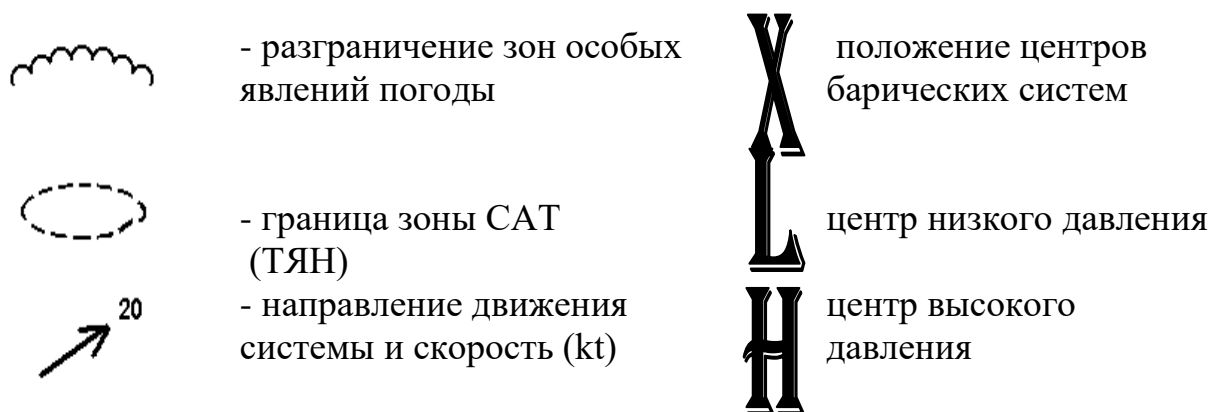 - разграничение зон особых
явлений погоды
X
положение центров
барических систем
- граница зоны САТ
(ТЯН)
L
центр низкого давления
20
- направление движения
системы и скорость (kt)
H
центр высокого
давления